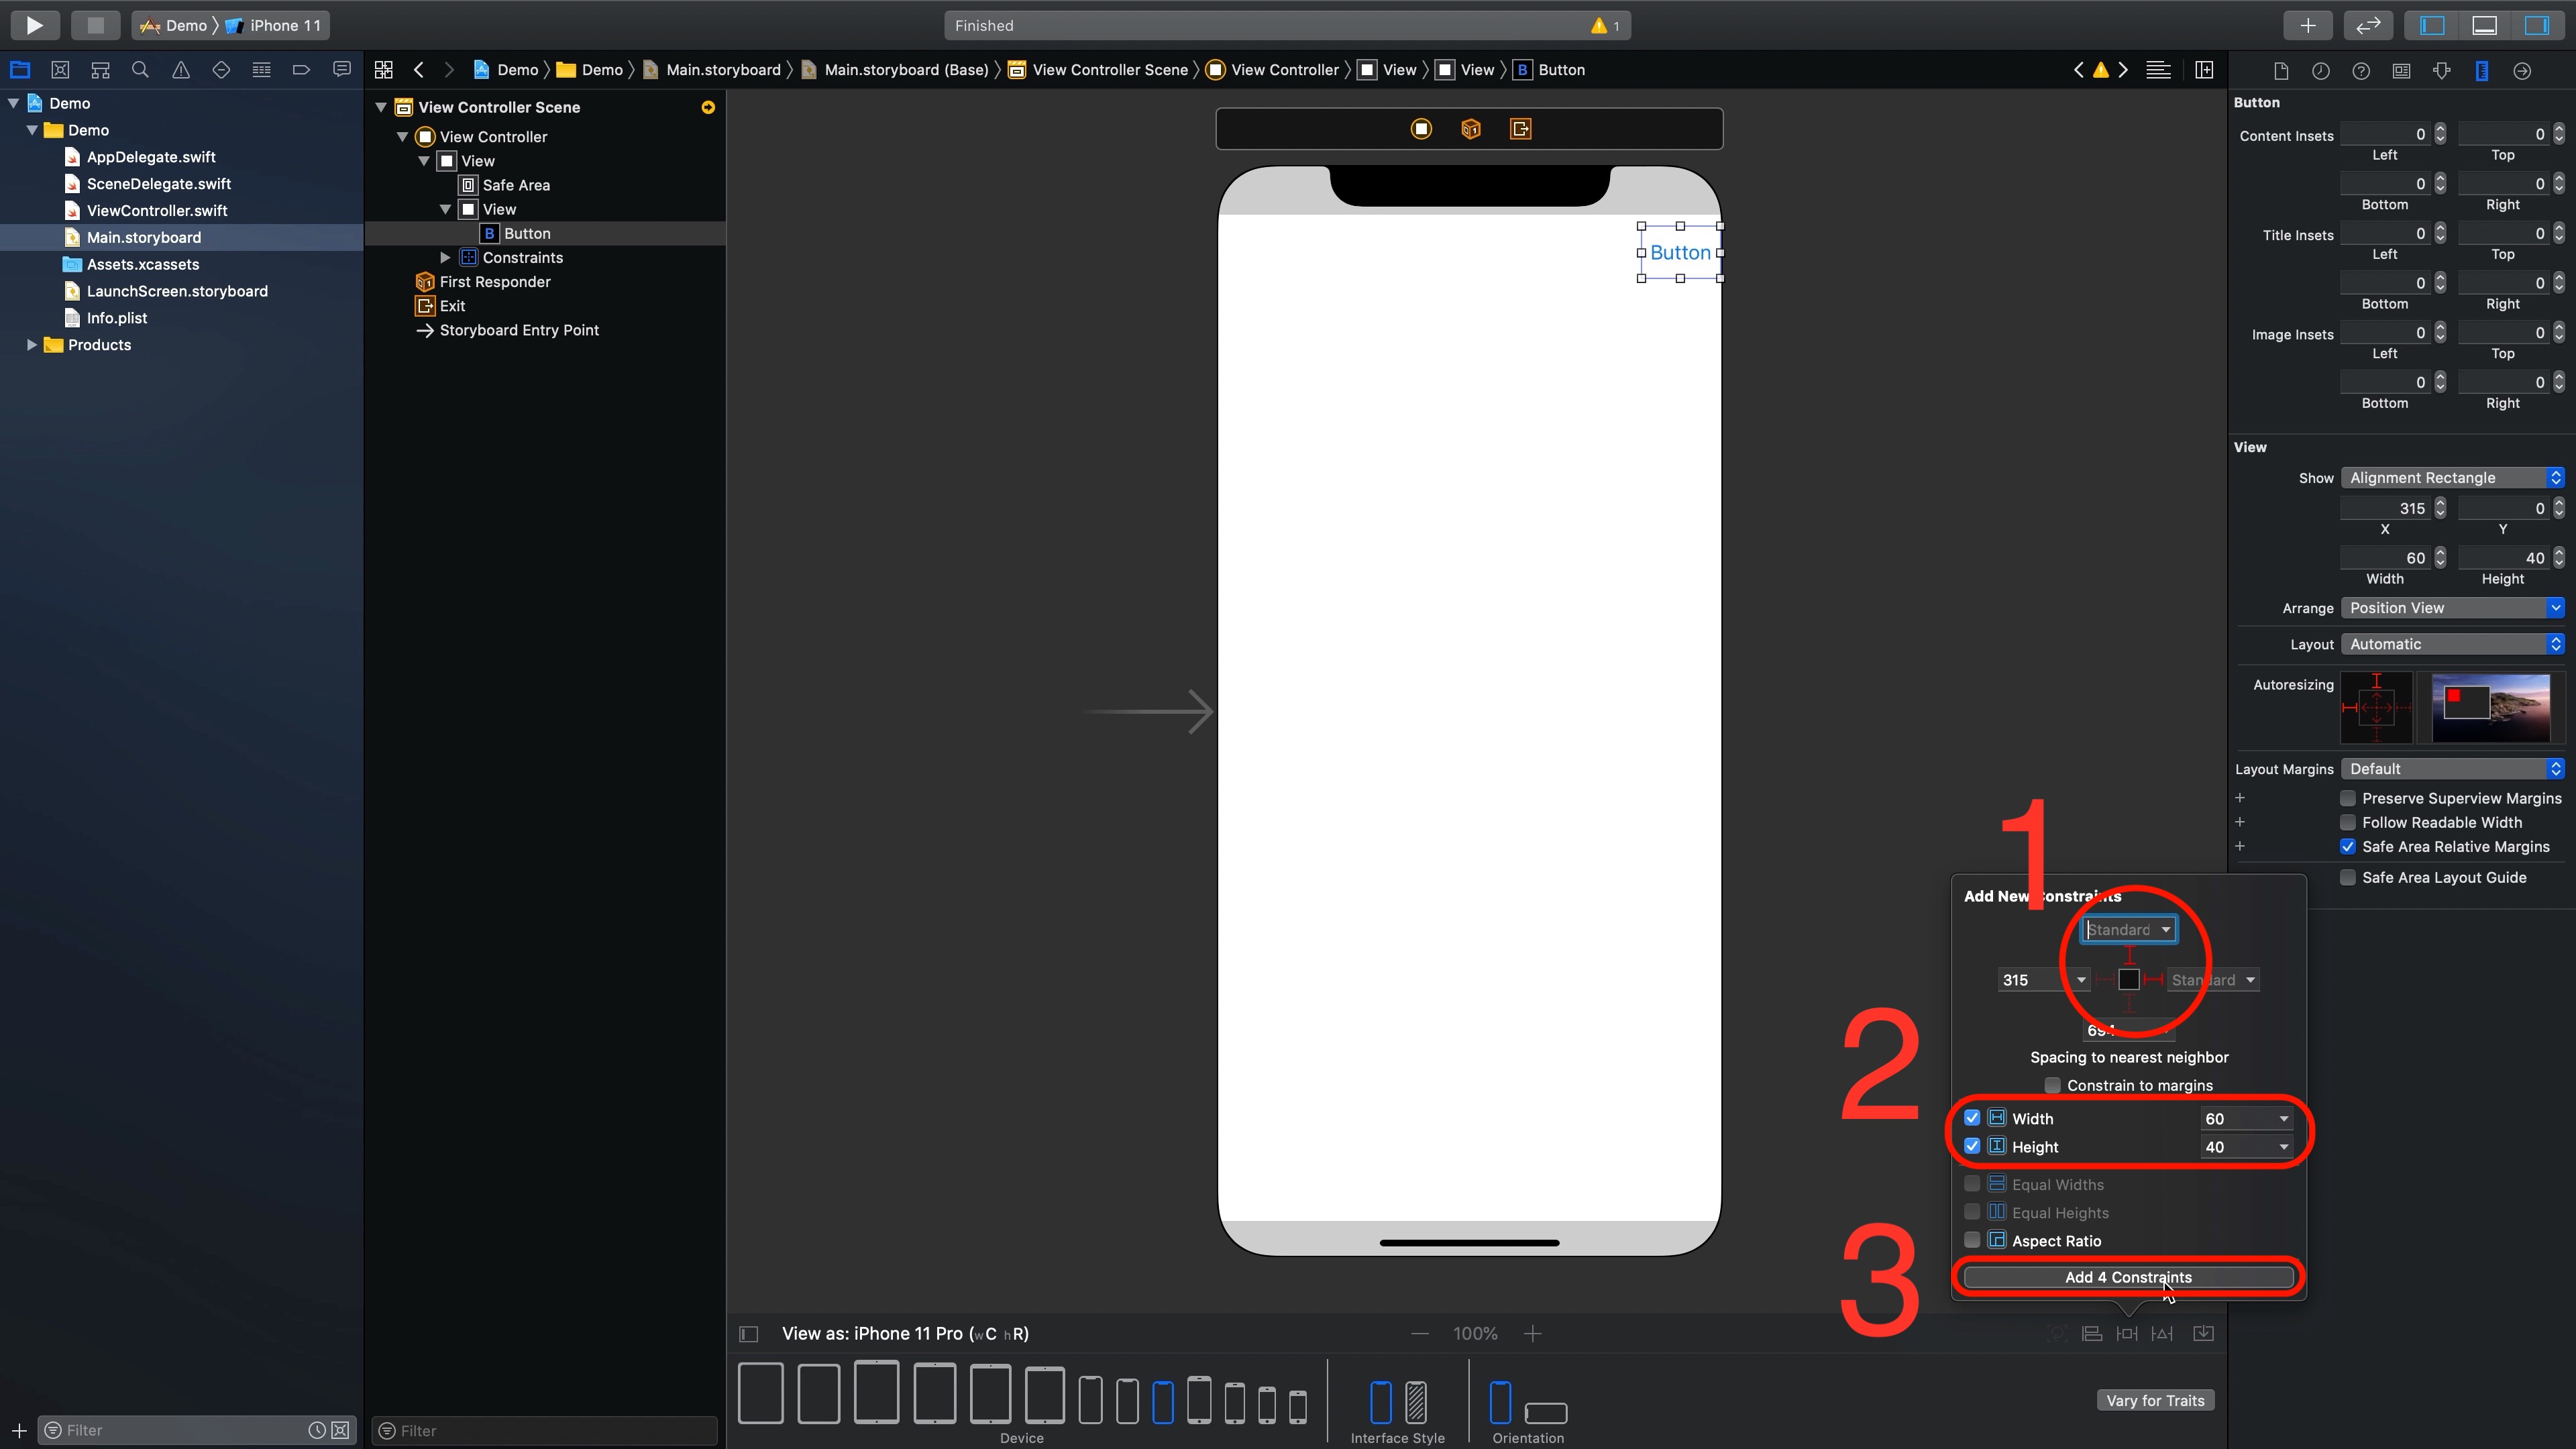 Demo
iPhone 11
Finished
1
Demo
Demo
Main.storyboard
Main.storyboard (Base)
View Controller Scene
View Controller
View
View
B
Button
Demo
Demo
AppDelegate.swift
SceneDelegate.swift
ViewController.swift
Main.storyboard
Assets.xcassets
LaunchScreen.storyboard
Info.plist
Products
Filter
View Controller Scene
View Controller
View
Safe Area
View
B Button
Constraints
First Responder
Exit
Storyboard Entry Point
Filter
Button
1
2
3
Add New Constraints
Standard
315
Standard
694
Spacing to nearest neighbor
Constrain to margins
Width 60
Height 40
Equal Widths
Equal Heights
Aspect Ratio
Add 4 Constraints
View as: iPhone 11 Pro (wC hR)
100%
Device
Interface Style
Orientation
Vary for Traits
Button
Content Insets 0 0
Left Top
0 0
Bottom Right
Title Insets 0 0
Left Top
0 0
Bottom Right
Image Insets 0 0
Left Top
0 0
Bottom Right
View
Show Alignment Rectangle
315 0
X Y
60 40
Width Height
Arrange Position View
Layout Automatic
Autoresizing
Layout Margins Default
+ Preserve Superview Margins
+ Follow Readable Width
+ Safe Area Relative Margins
Safe Area Layout Guide